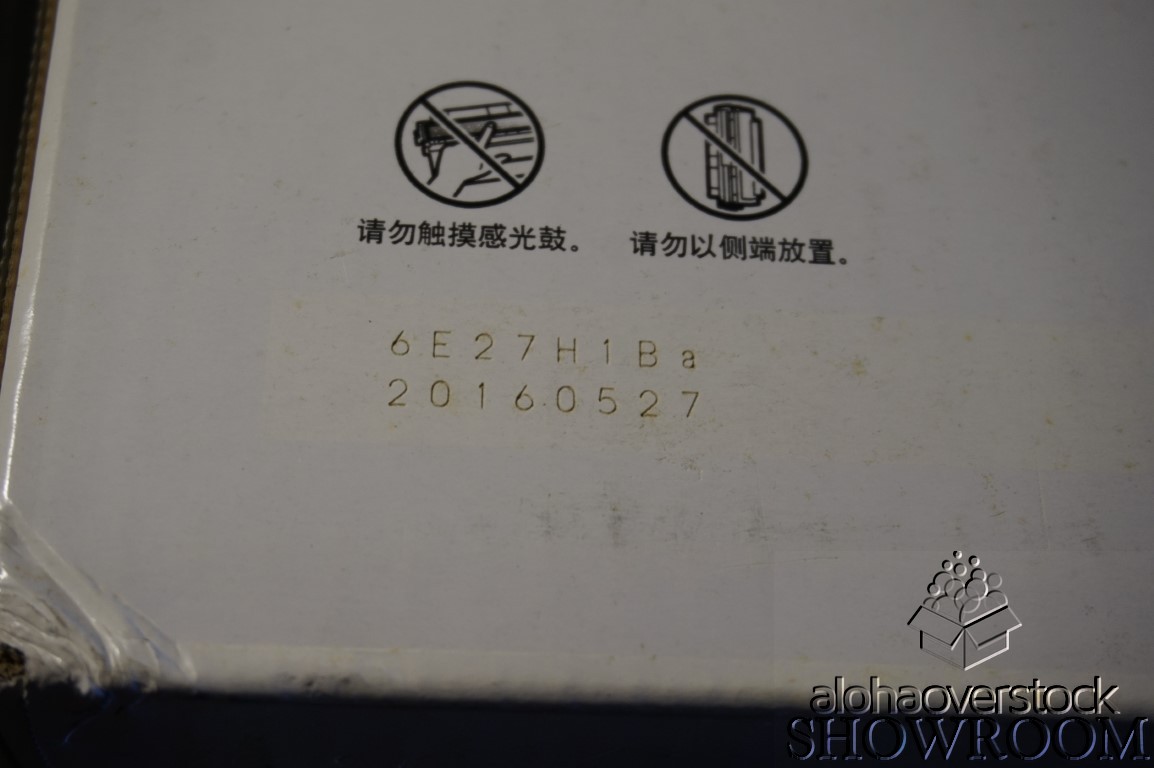 请勿触摸感光鼓。 请勿以侧端放置。
6E27H1Ba
20160527
alohaoverstock
SHOWROOM